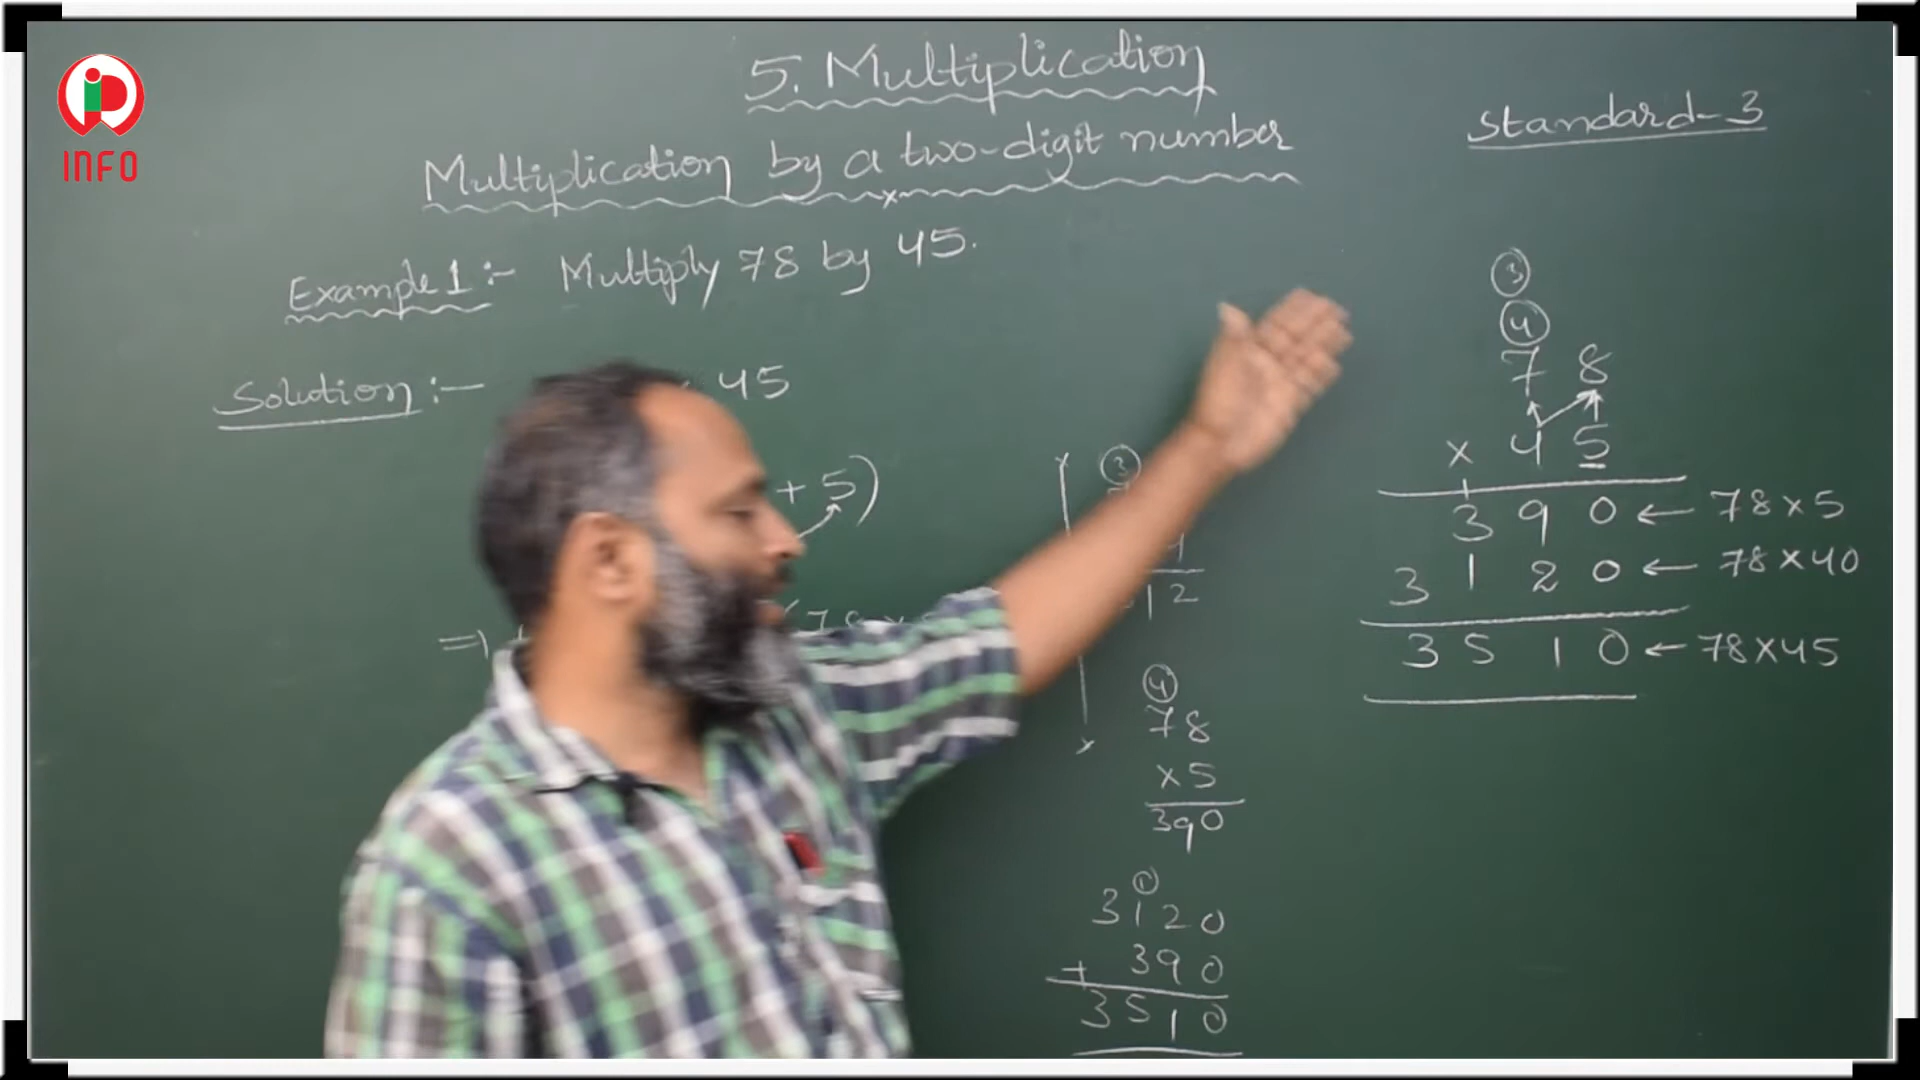 INFO
5. Multiplication
Standard-3
Multiplication by a two-digit number
Example 1:- Multiply 78 by 45.
Solution :- 45
+ 5)
=)
3
12
4
78
x5
390
1
3120
+ 390
3510
3
4
7 8
x 4 5
1
3 9 0 ← 78x5
3 1 2 0 ← 78x40
3 5 1 0 ← 78x45